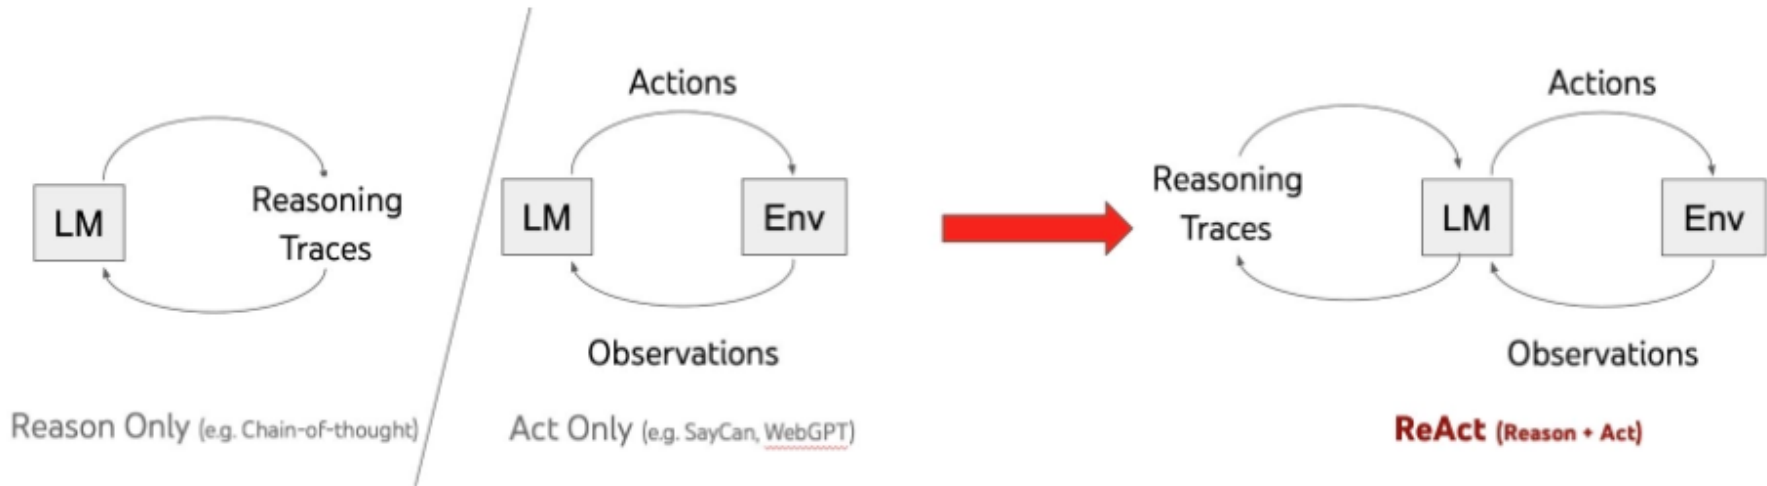 LM
Reasoning
Traces
Reason Only (e.g. Chain-of-thought)
Actions
LM
Env
Observations
Act Only (e.g. SayCan, WebGPT)
Actions
Reasoning
Traces
LM
Env
Observations
ReAct (Reason + Act)